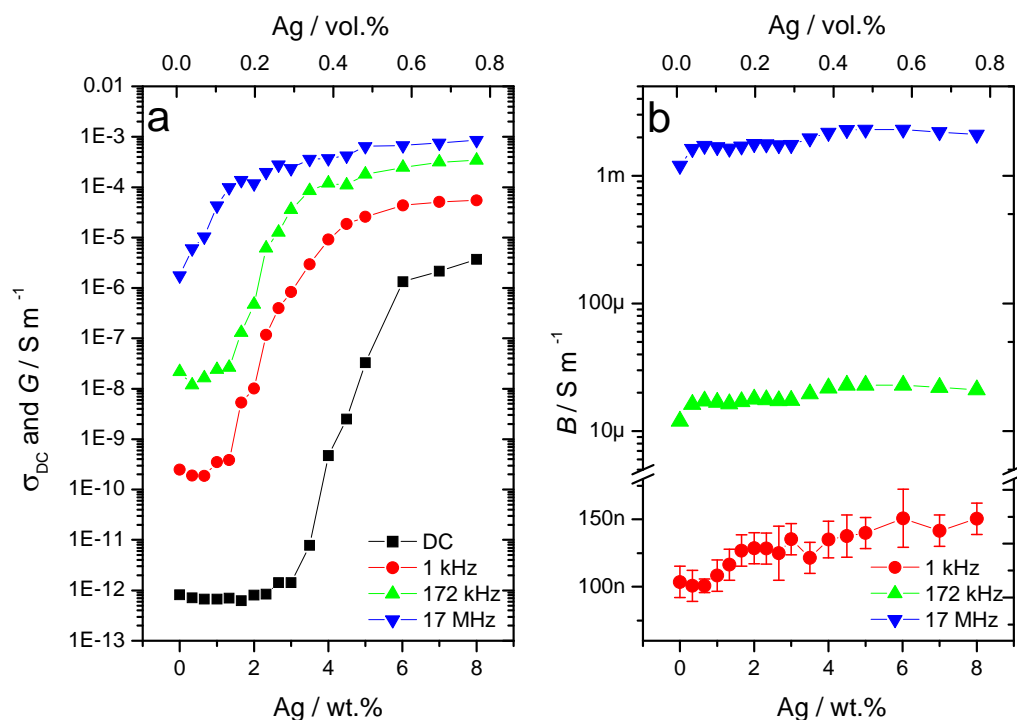 Ag / vol.%
0.0 0.2 0.4 0.6 0.8
a
0.01
1E-3
1E-4
1E-5
1E-6
1E-7
1E-8
1E-9
1E-10
1E-11
1E-12
1E-13
σDC and G / S m⁻¹
DC
1 kHz
172 kHz
17 MHz
0 2 4 6 8
Ag / wt.%
Ag / vol.%
0.0 0.2 0.4 0.6 0.8
b
1m
100µ
10µ
150n
100n
B / S m⁻¹
1 kHz
172 kHz
17 MHz
0 2 4 6 8
Ag / wt.%